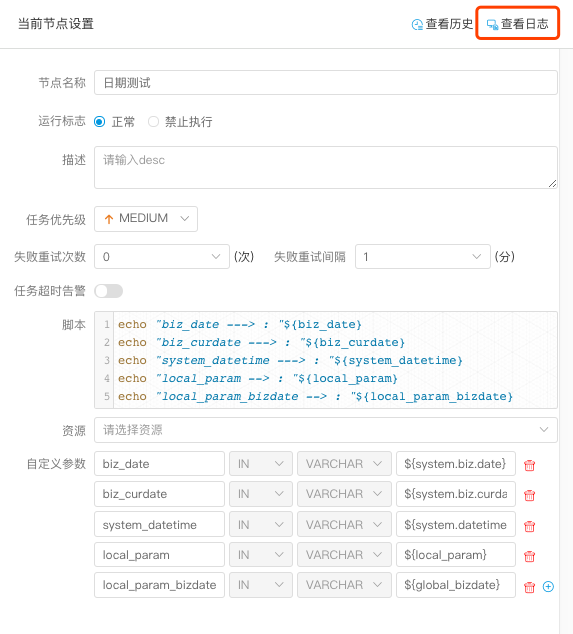 当前节点设置 查看历史 查看日志
节点名称 日期测试
运行标志 正常 禁止执行
描述 请输入desc
任务优先级 MEDIUM
失败重试次数 0 (次) 失败重试间隔 1 (分)
任务超时告警
脚本
1 echo "biz_date ---> : "${biz_date}
2 echo "biz_curdate ---> : "${biz_curdate}
3 echo "system_datetime ---> : "${system_datetime}
4 echo "local_param --> : "${local_param}
5 echo "local_param_bizdate --> : "${local_param_bizdate}
资源 请选择资源
自定义参数 biz_date IN VARCHAR ${system.biz.date}
biz_curdate IN VARCHAR ${system.biz.curda
system_datetime IN VARCHAR ${system.datetime
local_param IN VARCHAR ${local_param}
local_param_bizdate IN VARCHAR ${global_bizdate}